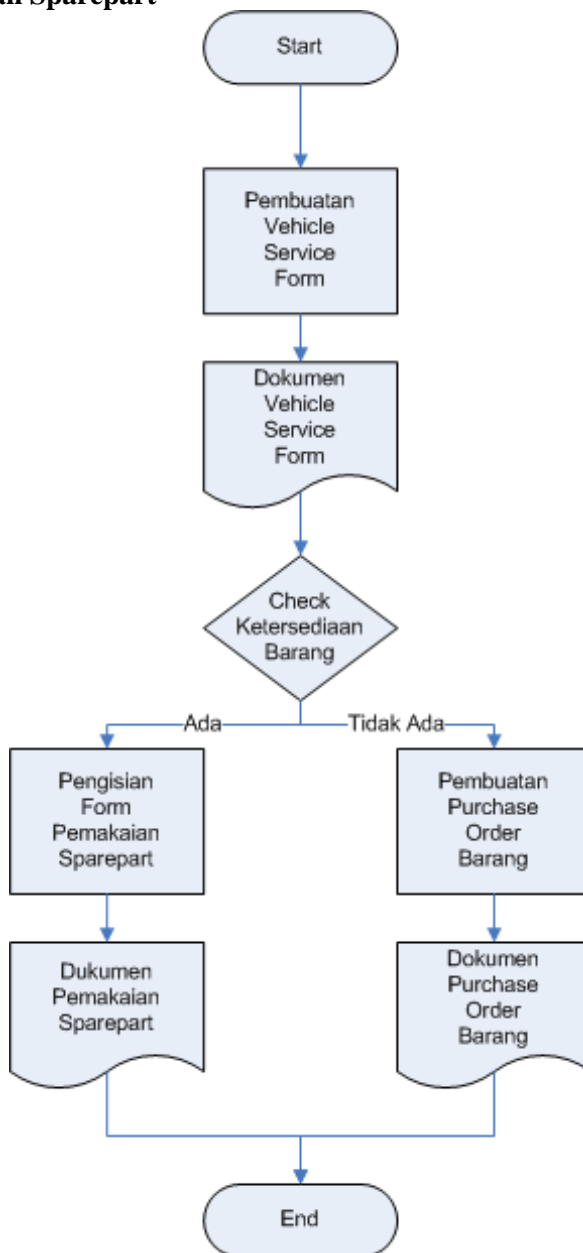 an Sparepart
Start
Pembuatan
Vehicle
Service
Form
Dokumen
Vehicle
Service
Form
Check
Ketersediaan
Barang
Ada
Tidak Ada
Pengisian
Form
Pemakaian
Sparepart
Pembuatan
Purchase
Order
Barang
Dukumen
Pemakaian
Sparepart
Dokumen
Purchase
Order
Barang
End